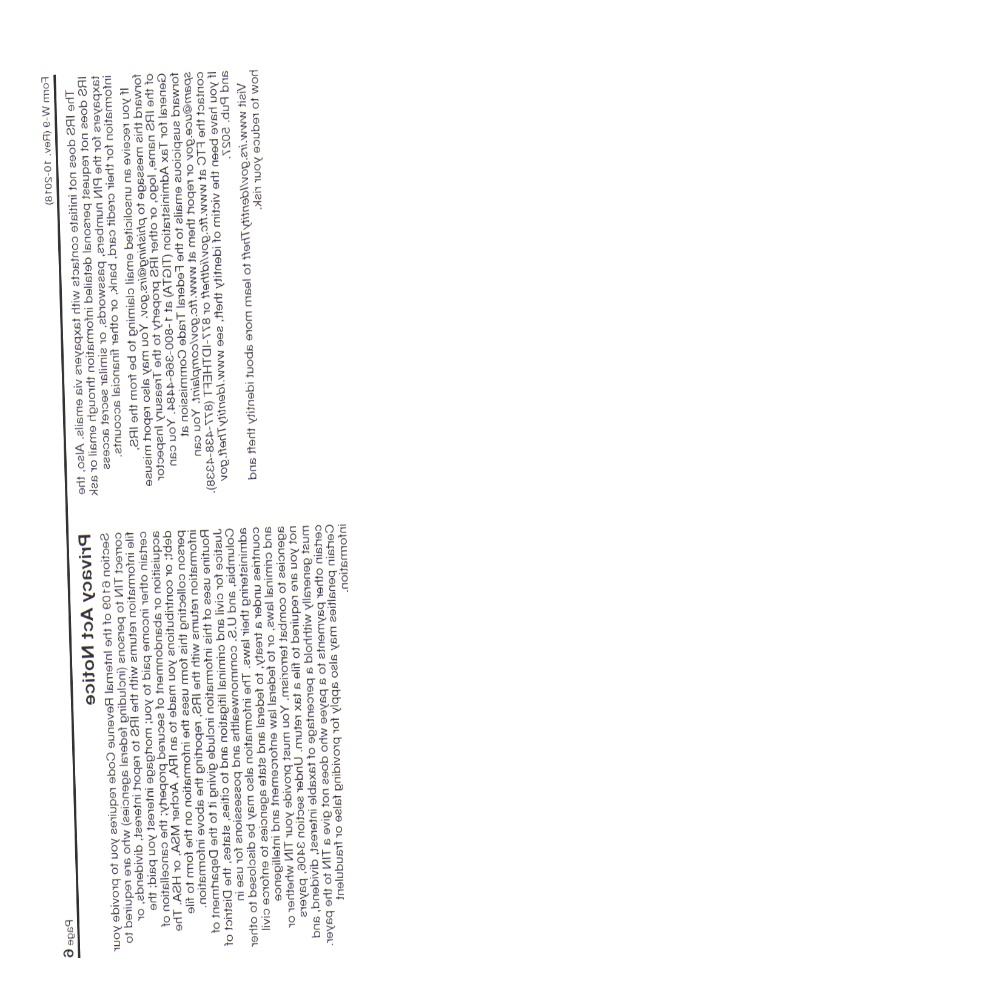 Form W-9 (Rev. 10-2018)
Page 6
The IRS does not initiate contacts with taxpayers via emails. Also, the
IRS does not request personal detailed information through email or ask
taxpayers for the PIN numbers, passwords, or similar secret access
information for their credit card, bank, or other financial accounts.
If you receive an unsolicited email claiming to be from the IRS,
forward this message to phishing@irs.gov. You may also report misuse
of the IRS name, logo, or other IRS property to the Treasury Inspector
General for Tax Administration (TIGTA) at 1-800-366-4484. You can
forward suspicious emails to the Federal Trade Commission at
spam@uce.gov or report them at www.ftc.gov/complaint. You can
contact the FTC at www.ftc.gov/idtheft or 877-IDTHEFT (877-438-4338).
If you have been the victim of identity theft, see www.IdentityTheft.gov
and Pub. 5027.
Visit www.irs.gov/IdentityTheft to learn more about identity theft and
how to reduce your risk.
Privacy Act Notice
Section 6109 of the Internal Revenue Code requires you to provide your
correct TIN to persons (including federal agencies) who are required to
file information returns with the IRS to report interest, dividends, or
certain other income paid to you; mortgage interest you paid; the
acquisition or abandonment of secured property; the cancellation of
debt; or contributions you made to an IRA, Archer MSA, or HSA. The
person collecting this form uses the information on the form to file
information returns with the IRS, reporting the above information.
Routine uses of this information include giving it to the Department of
Justice for civil and criminal litigation and to cities, states, the District of
Columbia, and U.S. commonwealths and possessions for use in
administering their laws. The information also may be disclosed to other
countries under a treaty, to federal and state agencies to enforce civil
and criminal laws, or to federal law enforcement and intelligence
agencies to combat terrorism. You must provide your TIN whether or
not you are required to file a tax return. Under section 3406, payers
must generally withhold a percentage of taxable interest, dividend, and
certain other payments to a payee who does not give a TIN to the payer.
Certain penalties may also apply for providing false or fraudulent
information.